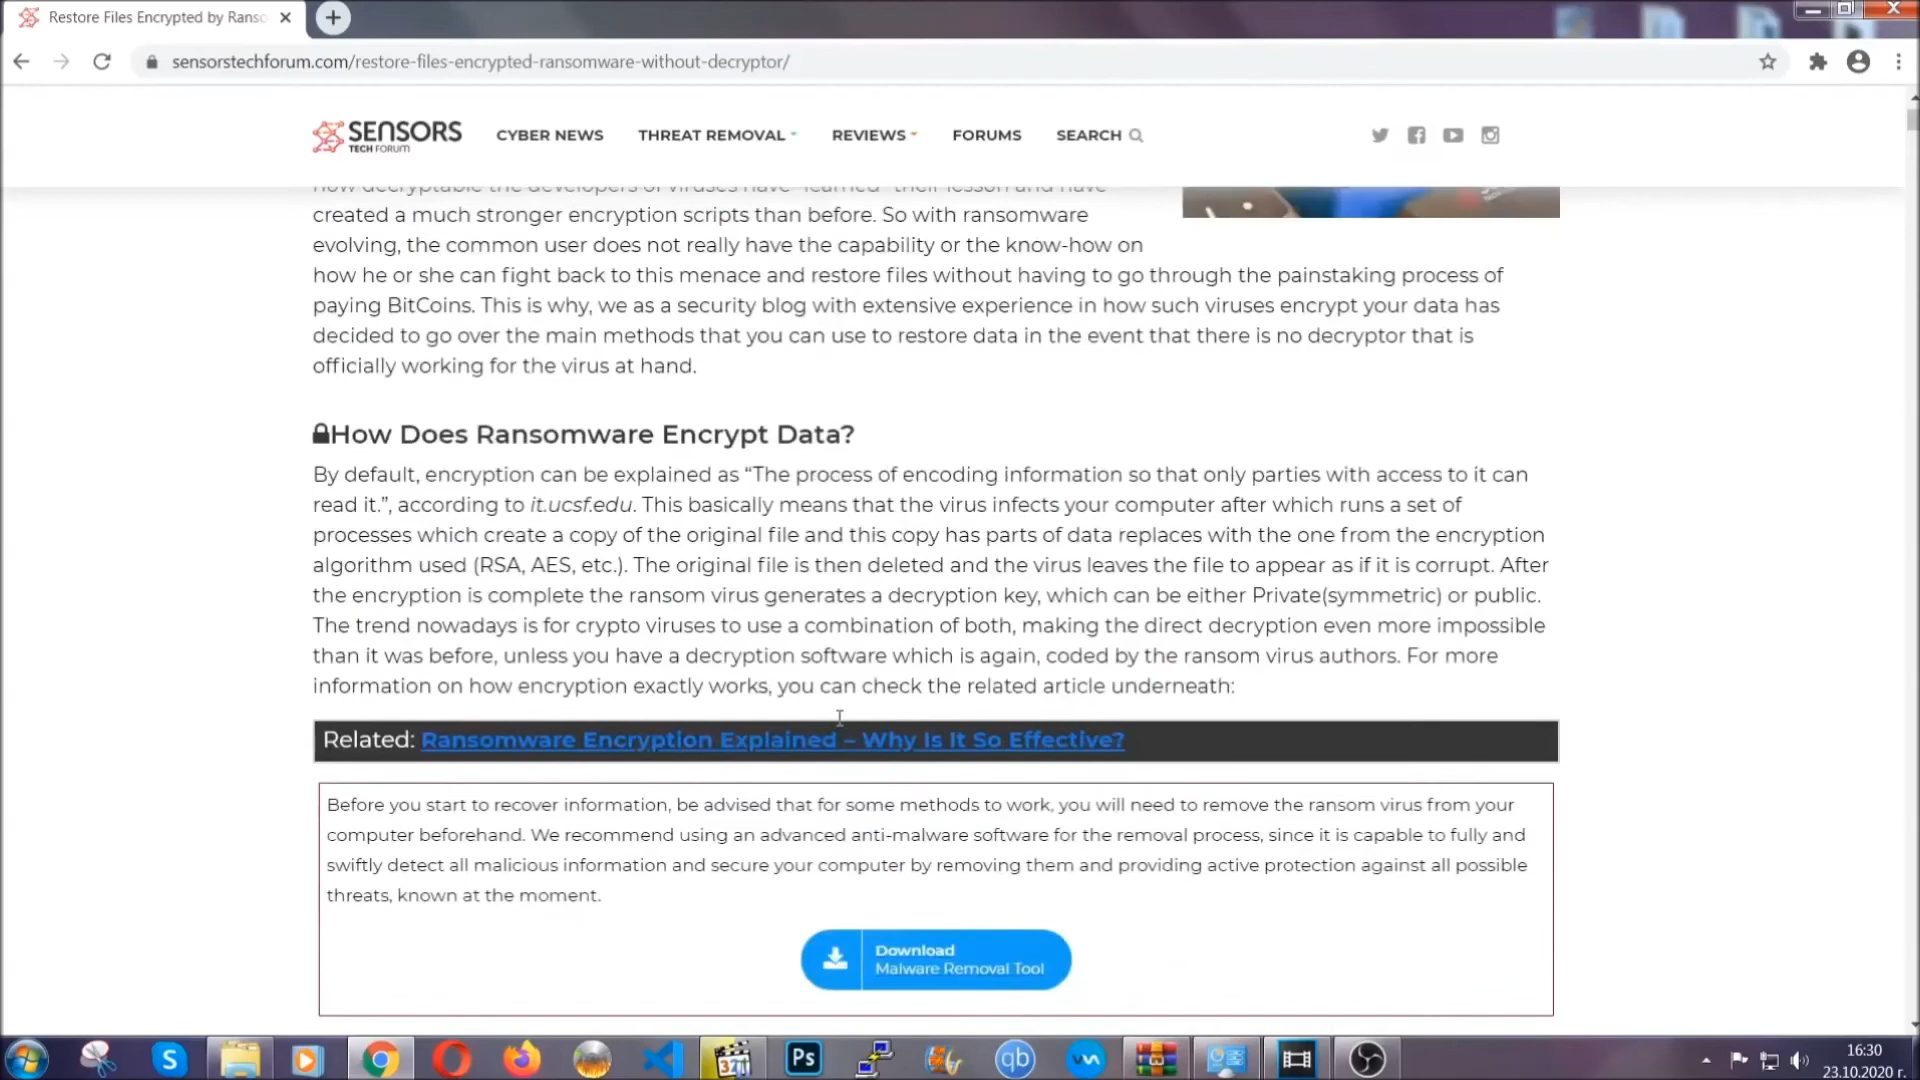 Restore Files Encrypted by Ranso
sensorstechforum.com/restore-files-encrypted-ransomware-without-decryptor/
SENSORS
TECH FORUM
CYBER NEWS
THREAT REMOVAL
REVIEWS
FORUMS
SEARCH
how decryptable the developers of viruses have "learned" their lesson and have
created a much stronger encryption scripts than before. So with ransomware
evolving, the common user does not really have the capability or the know-how on
how he or she can fight back to this menace and restore files without having to go through the painstaking process of
paying BitCoins. This is why, we as a security blog with extensive experience in how such viruses encrypt your data has
decided to go over the main methods that you can use to restore data in the event that there is no decryptor that is
officially working for the virus at hand.
How Does Ransomware Encrypt Data?
By default, encryption can be explained as “The process of encoding information so that only parties with access to it can
read it.”, according to it.ucsf.edu. This basically means that the virus infects your computer after which runs a set of
processes which create a copy of the original file and this copy has parts of data replaces with the one from the encryption
algorithm used (RSA, AES, etc.). The original file is then deleted and the virus leaves the file to appear as if it is corrupt. After
the encryption is complete the ransom virus generates a decryption key, which can be either Private(symmetric) or public.
The trend nowadays is for crypto viruses to use a combination of both, making the direct decryption even more impossible
than it was before, unless you have a decryption software which is again, coded by the ransom virus authors. For more
information on how encryption exactly works, you can check the related article underneath:
Related: Ransomware Encryption Explained – Why Is It So Effective?
Before you start to recover information, be advised that for some methods to work, you will need to remove the ransom virus from your
computer beforehand. We recommend using an advanced anti-malware software for the removal process, since it is capable to fully and
swiftly detect all malicious information and secure your computer by removing them and providing active protection against all possible
threats, known at the moment.
Download
Malware Removal Tool
S
321
Ps
qb
16:30
23.10.2020 г.